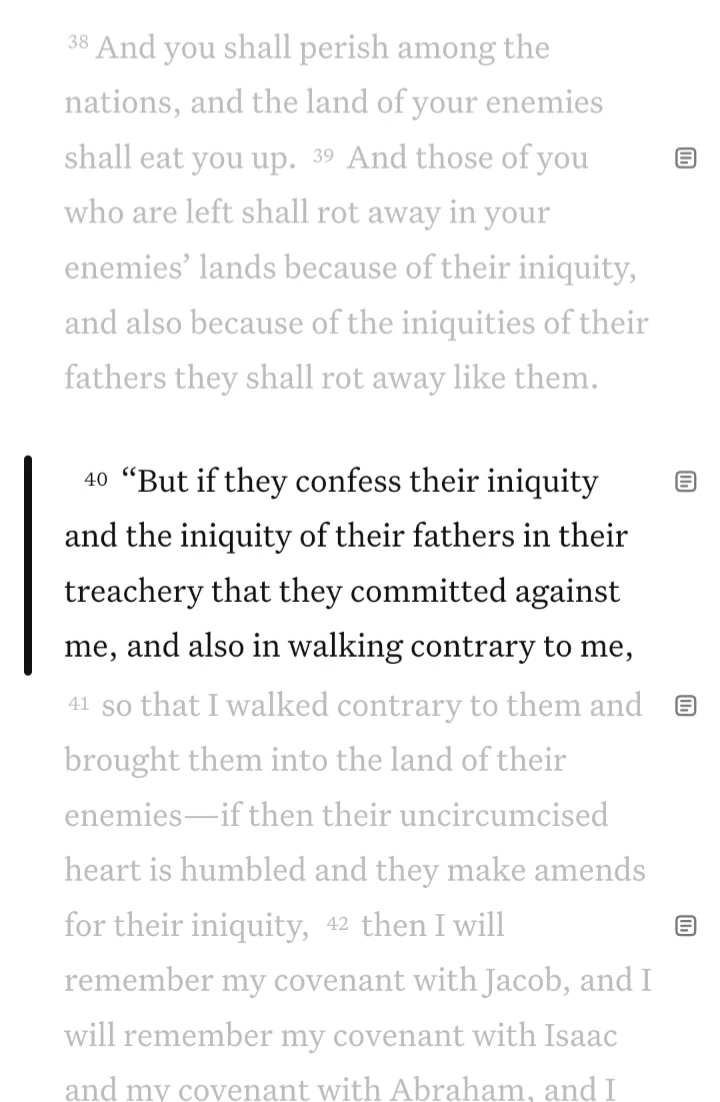 38 And you shall perish among the
nations, and the land of your enemies
shall eat you up. 39 And those of you
who are left shall rot away in your
enemies’ lands because of their iniquity,
and also because of the iniquities of their
fathers they shall rot away like them.
40 “But if they confess their iniquity
and the iniquity of their fathers in their
treachery that they committed against
me, and also in walking contrary to me,
41 so that I walked contrary to them and
brought them into the land of their
enemies—if then their uncircumcised
heart is humbled and they make amends
for their iniquity, 42 then I will
remember my covenant with Jacob, and I
will remember my covenant with Isaac
and my covenant with Abraham, and I